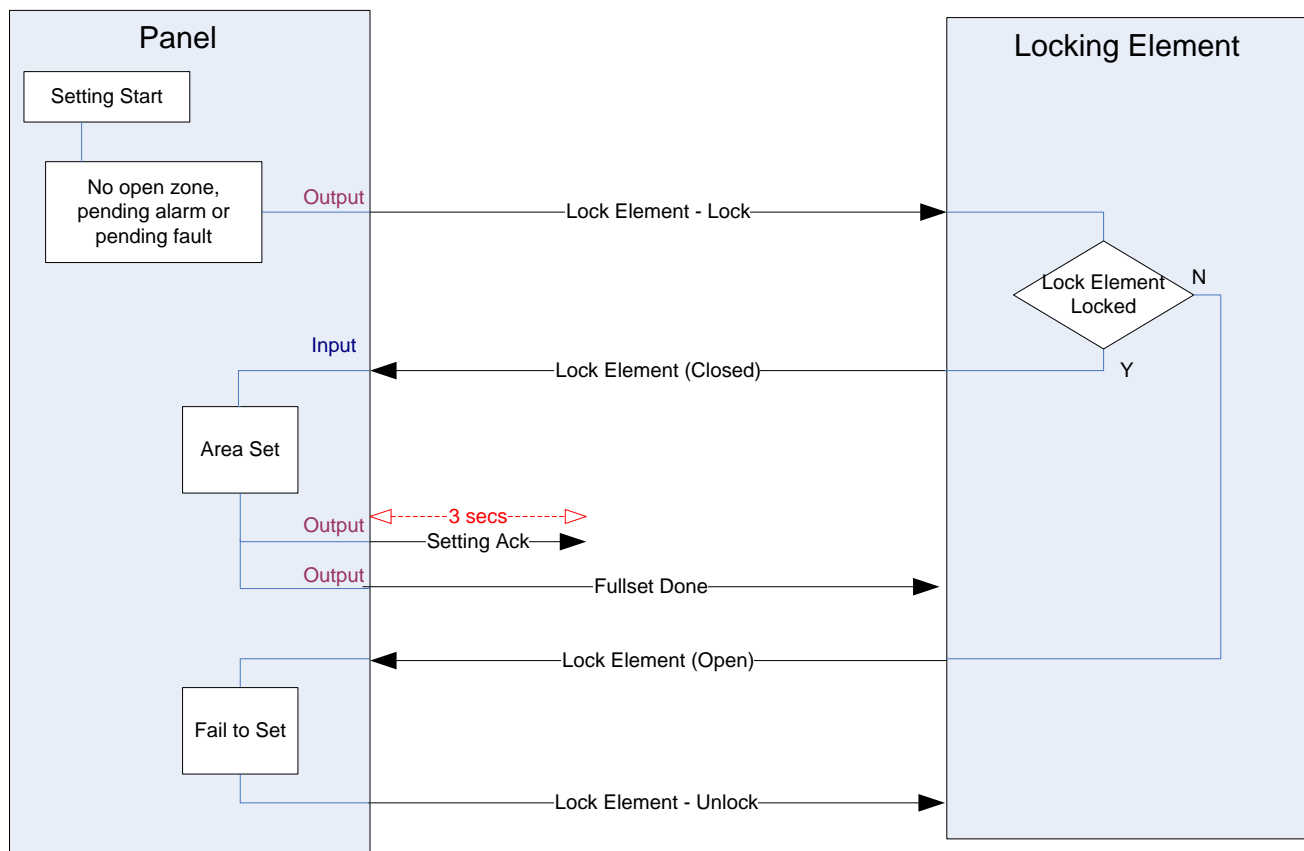 Panel
Locking Element
Setting Start
No open zone,
pending alarm or
pending fault
Output
Lock Element - Lock
Lock Element
Locked
N
Input
Lock Element (Closed)
Y
Area Set
3 secs
Output
Setting Ack
Output
Fullset Done
Lock Element (Open)
Fail to Set
Lock Element - Unlock